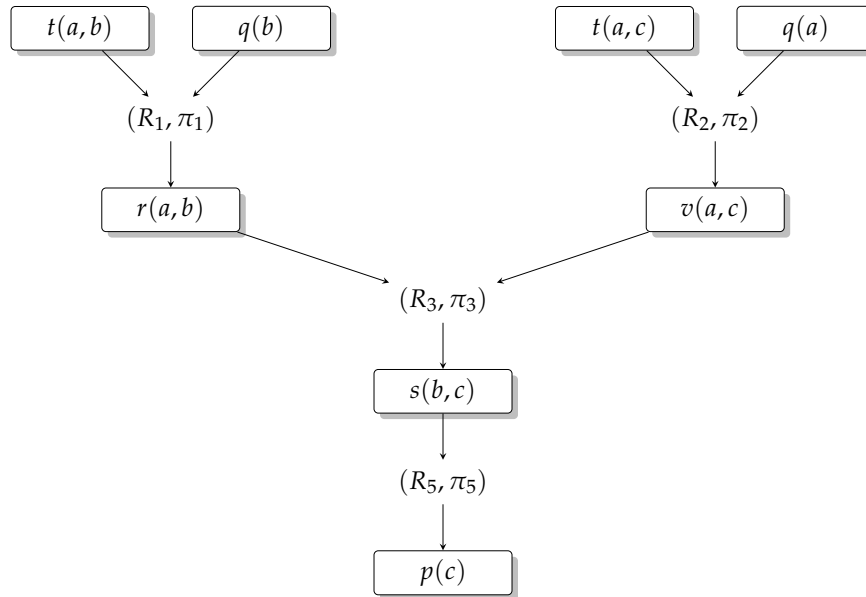 t(a, b) q(b) t(a, c) q(a)
(R₁, π₁) (R₂, π₂)
r(a, b) v(a, c)
(R₃, π₃)
s(b, c)
(R₅, π₅)
p(c)